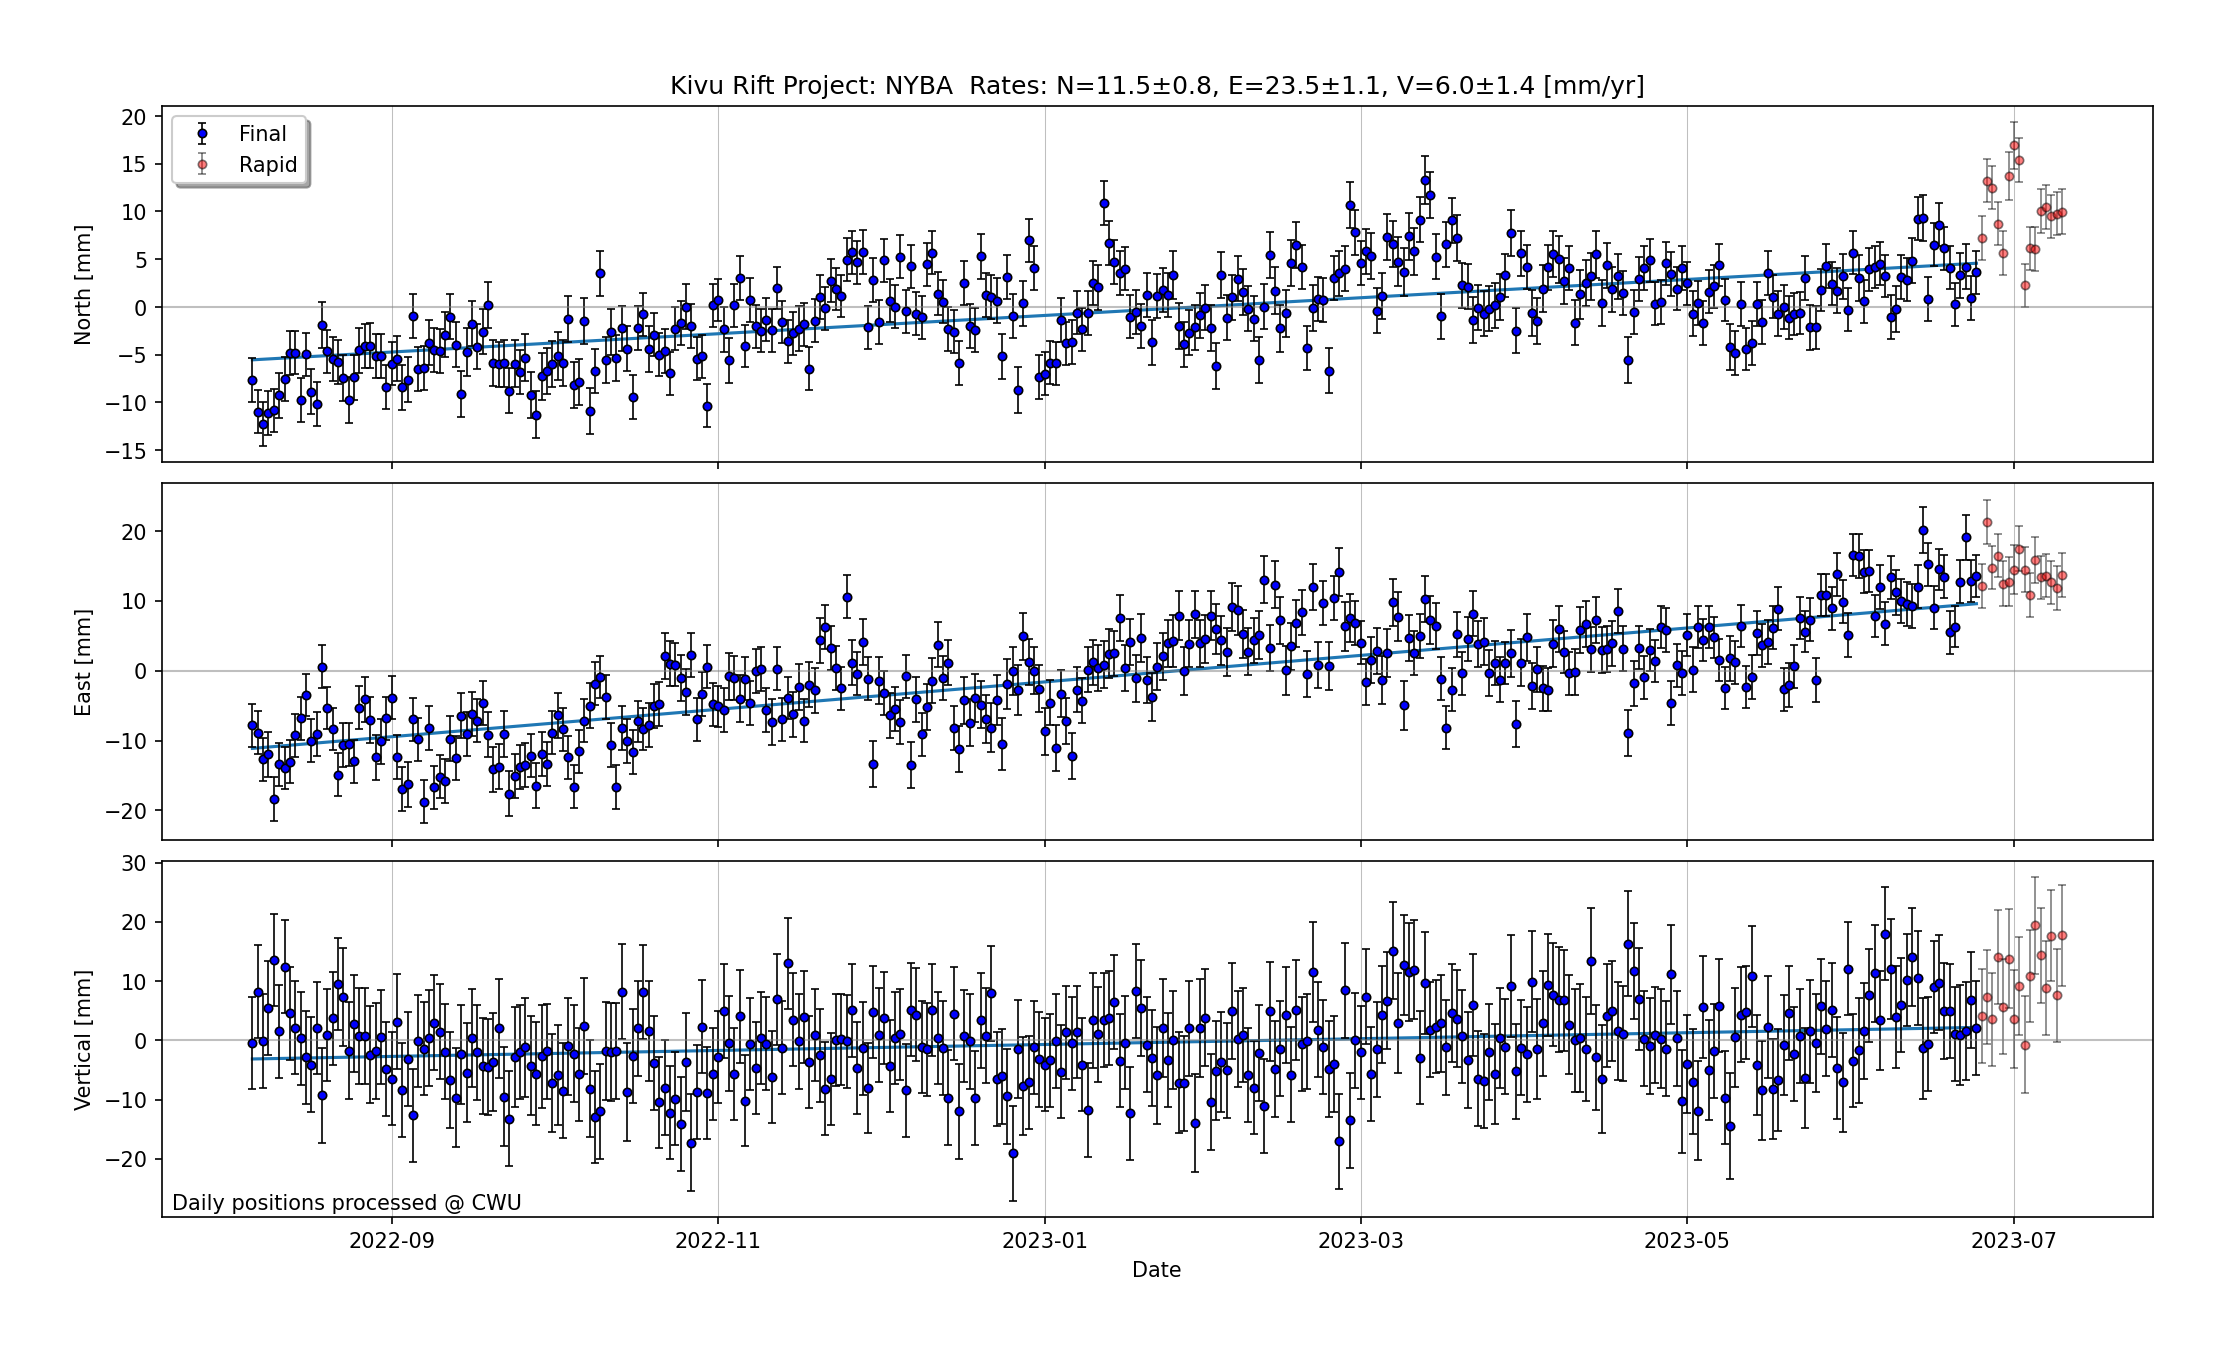 Kivu Rift Project: NYBA  Rates: N=11.5±0.8, E=23.5±1.1, V=6.0±1.4 [mm/yr]
Final
Rapid
North [mm]
20
15
10
5
0
−5
−10
−15
East [mm]
20
10
0
−10
−20
Vertical [mm]
30
20
10
0
−10
−20
Daily positions processed @ CWU
2022-09 2022-11 2023-01 2023-03 2023-05 2023-07
Date